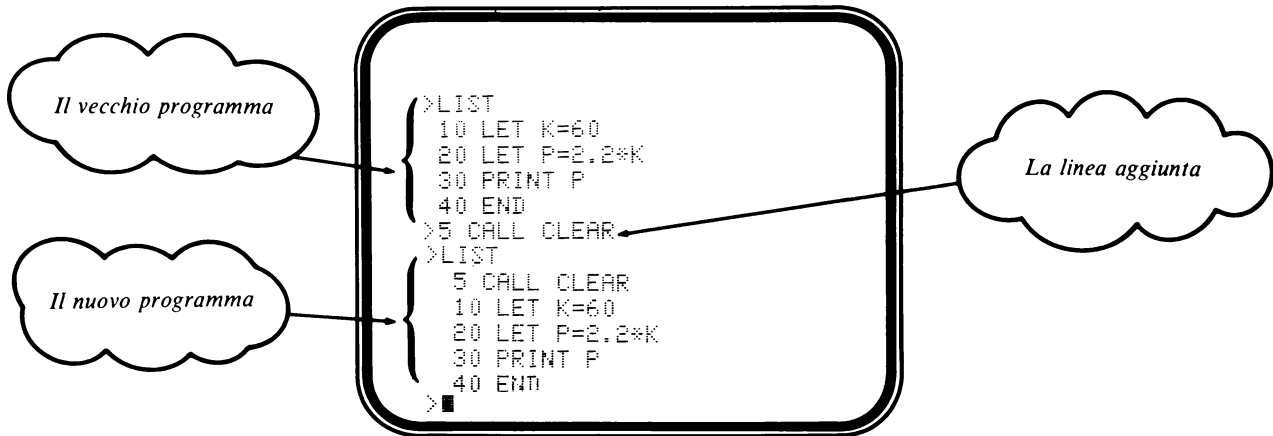 Il vecchio programma
>LIST
10 LET K=60
20 LET P=2.2*K
30 PRINT P
40 END
>5 CALL CLEAR
La linea aggiunta
Il nuovo programma
>LIST
5 CALL CLEAR
10 LET K=60
20 LET P=2.2*K
30 PRINT P
40 END
>